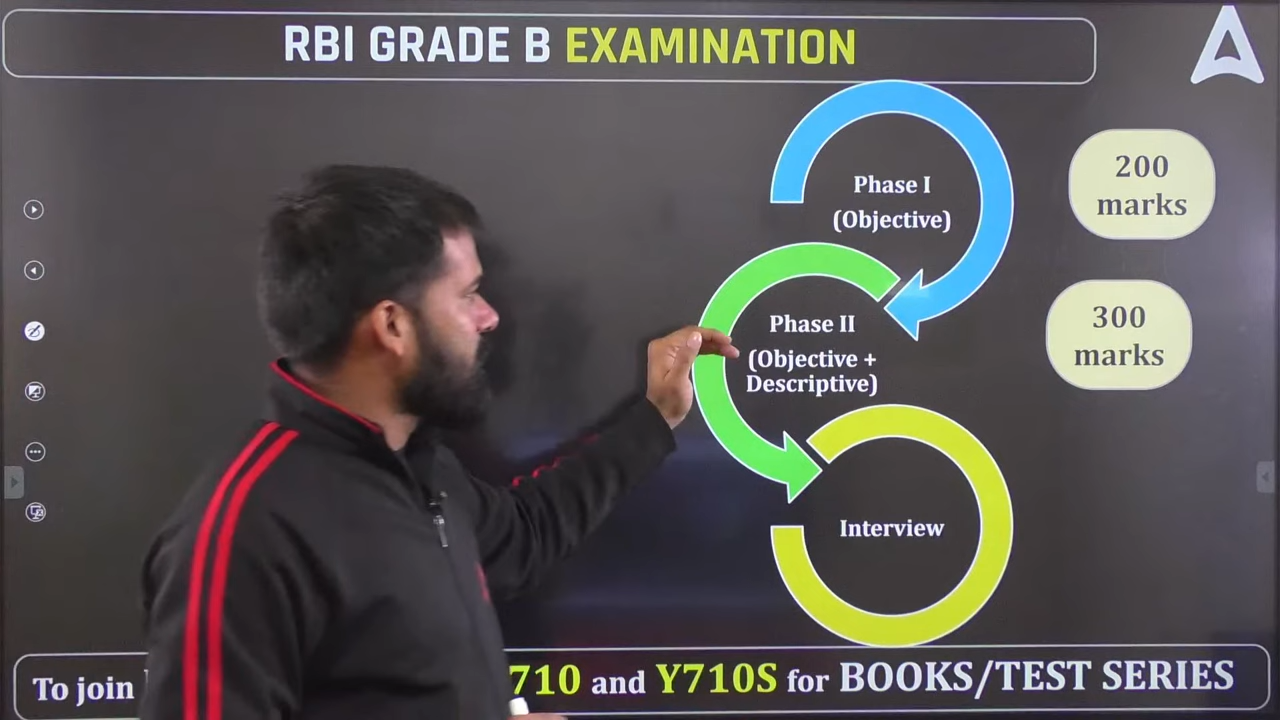 RBI GRADE B EXAMINATION
Phase I
(Objective)
200
marks
Phase II
(Objective +
Descriptive)
300
marks
Interview
To join
710 and Y710S for BOOKS/TEST SERIES